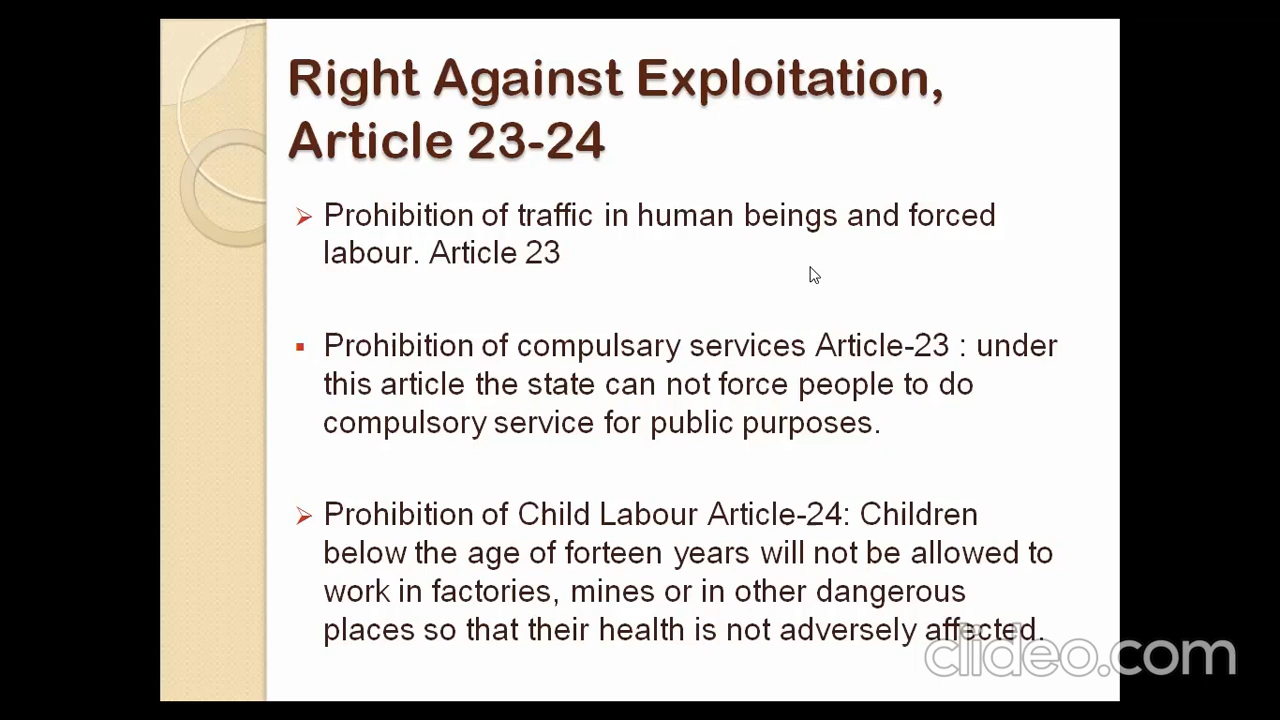 Right Against Exploitation,
Article 23-24
Prohibition of traffic in human beings and forced
labour. Article 23
Prohibition of compulsary services Article-23 : under
this article the state can not force people to do
compulsory service for public purposes.
Prohibition of Child Labour Article-24: Children
below the age of forteen years will not be allowed to
work in factories, mines or in other dangerous
places so that their health is not adversely affected.
clideo.com